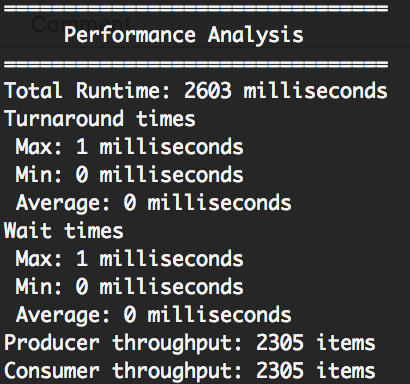 Comment
================================
Performance Analysis
================================
Total Runtime: 2603 milliseconds
Turnaround times
Max: 1 milliseconds
Min: 0 milliseconds
Average: 0 milliseconds
Wait times
Max: 1 milliseconds
Min: 0 milliseconds
Average: 0 milliseconds
Producer throughput: 2305 items
Consumer throughput: 2305 items